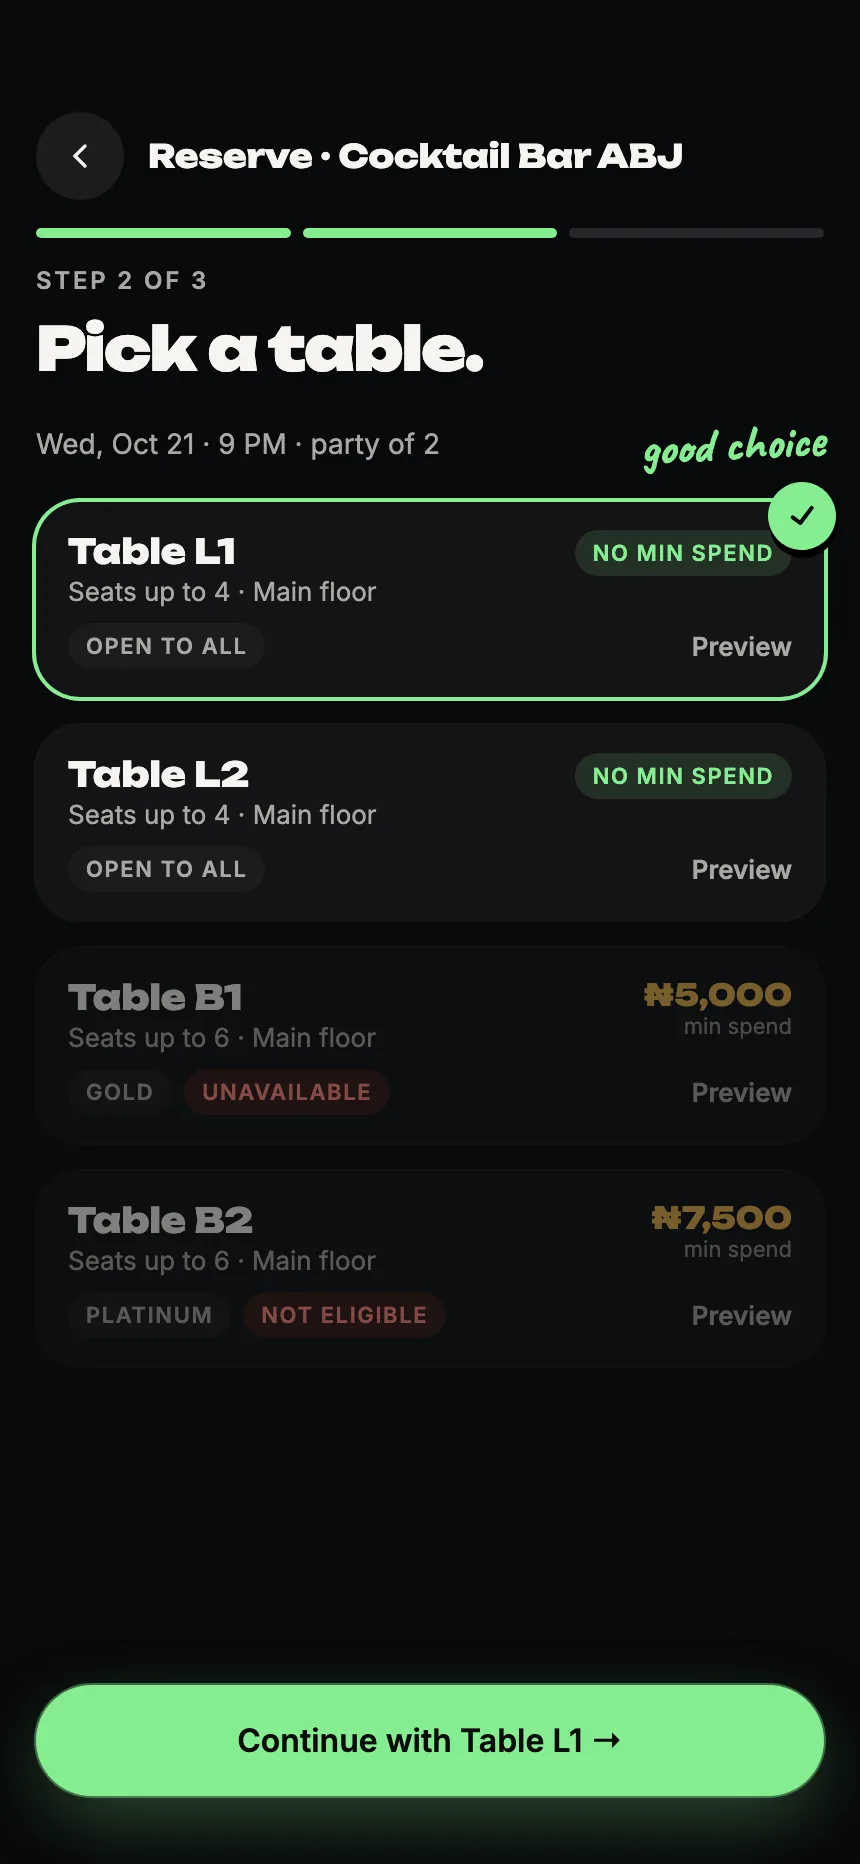 Reserve · Cocktail Bar ABJ
STEP 2 OF 3
Pick a table.
Wed, Oct 21 · 9 PM · party of 2
good choice
Table L1
NO MIN SPEND
Seats up to 4 · Main floor
OPEN TO ALL
Preview
Table L2
NO MIN SPEND
Seats up to 4 · Main floor
OPEN TO ALL
Preview
Table B1
₦5,000
Seats up to 6 · Main floor
min spend
GOLD
UNAVAILABLE
Preview
Table B2
₦7,500
Seats up to 6 · Main floor
min spend
PLATINUM
NOT ELIGIBLE
Preview
Continue with Table L1 →